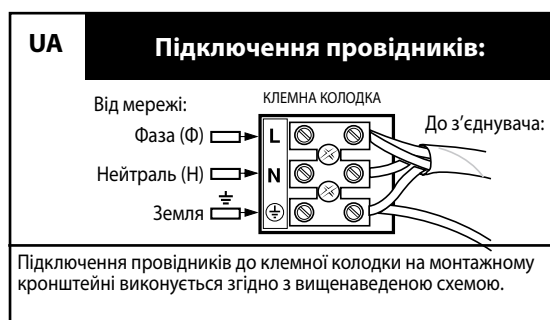 UA
Підключення провідників:
Від мережі:
КЛЕМНА КОЛОДКА
До з’єднувача:
Фаза (Ф)
L
Нейтраль (Н)
N
Земля
Підключення провідників до клемної колодки на монтажному
кронштейні виконується згідно з вищенаведеною схемою.